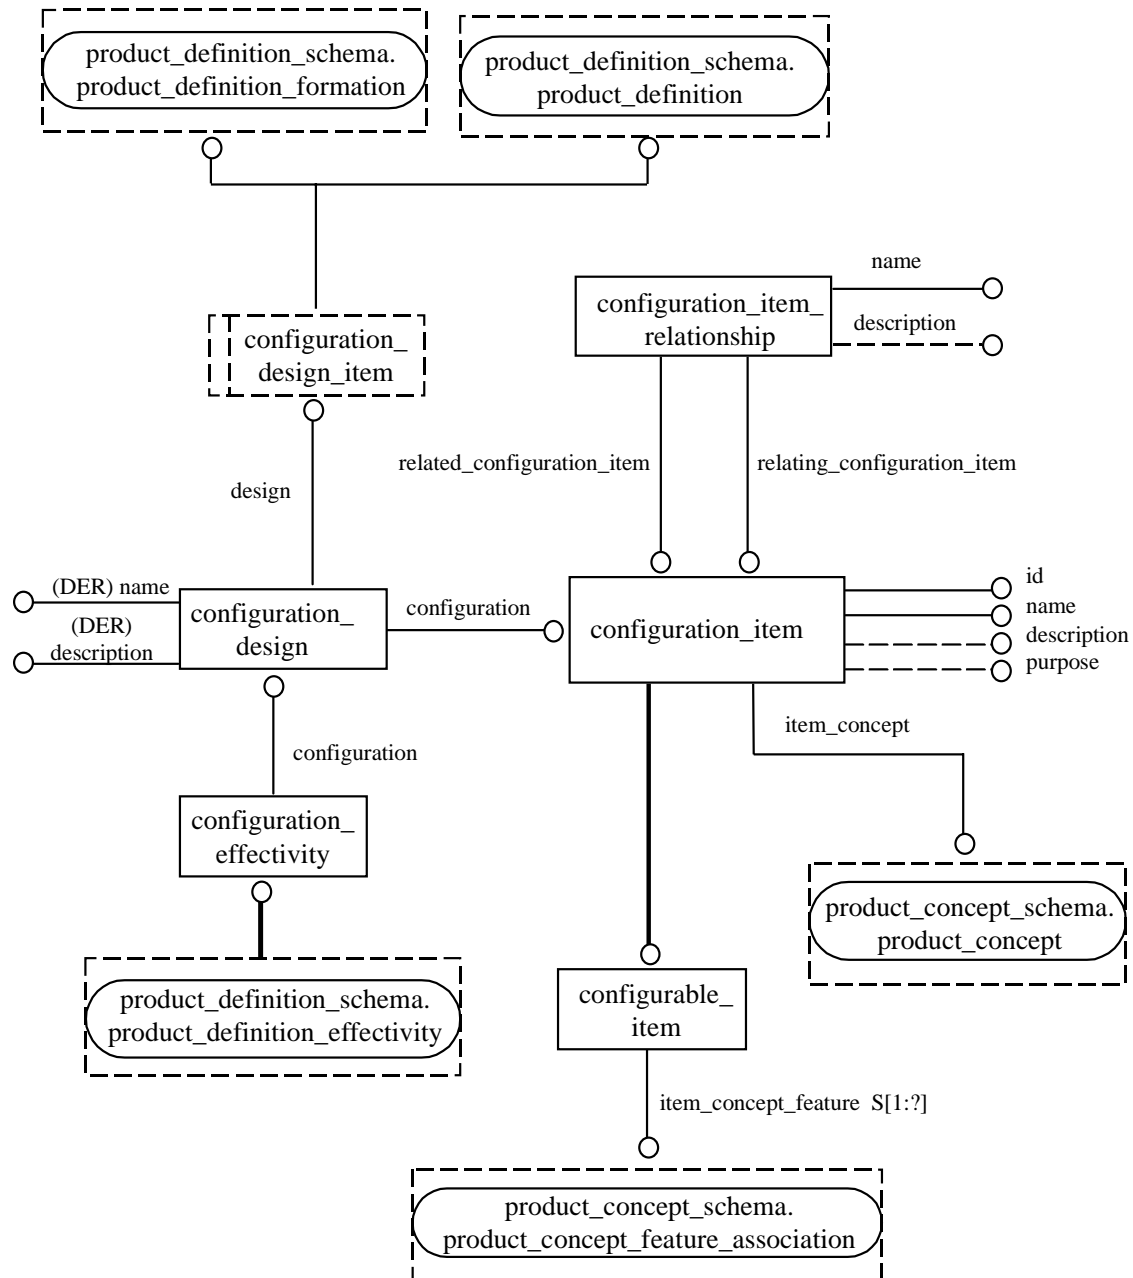 product_definition_schema.
product_definition_formation
product_definition_schema.
product_definition
name
configuration_item_
relationship
description
configuration_
design_item
related_configuration_item
relating_configuration_item
design
(DER) name
(DER)
description
configuration_
design
configuration
configuration_item
id
name
description
purpose
item_concept
configuration
configuration_
effectivity
product_concept_schema.
product_concept
product_definition_schema.
product_definition_effectivity
configurable_
item
item_concept_feature S[1:?]
product_concept_schema.
product_concept_feature_association